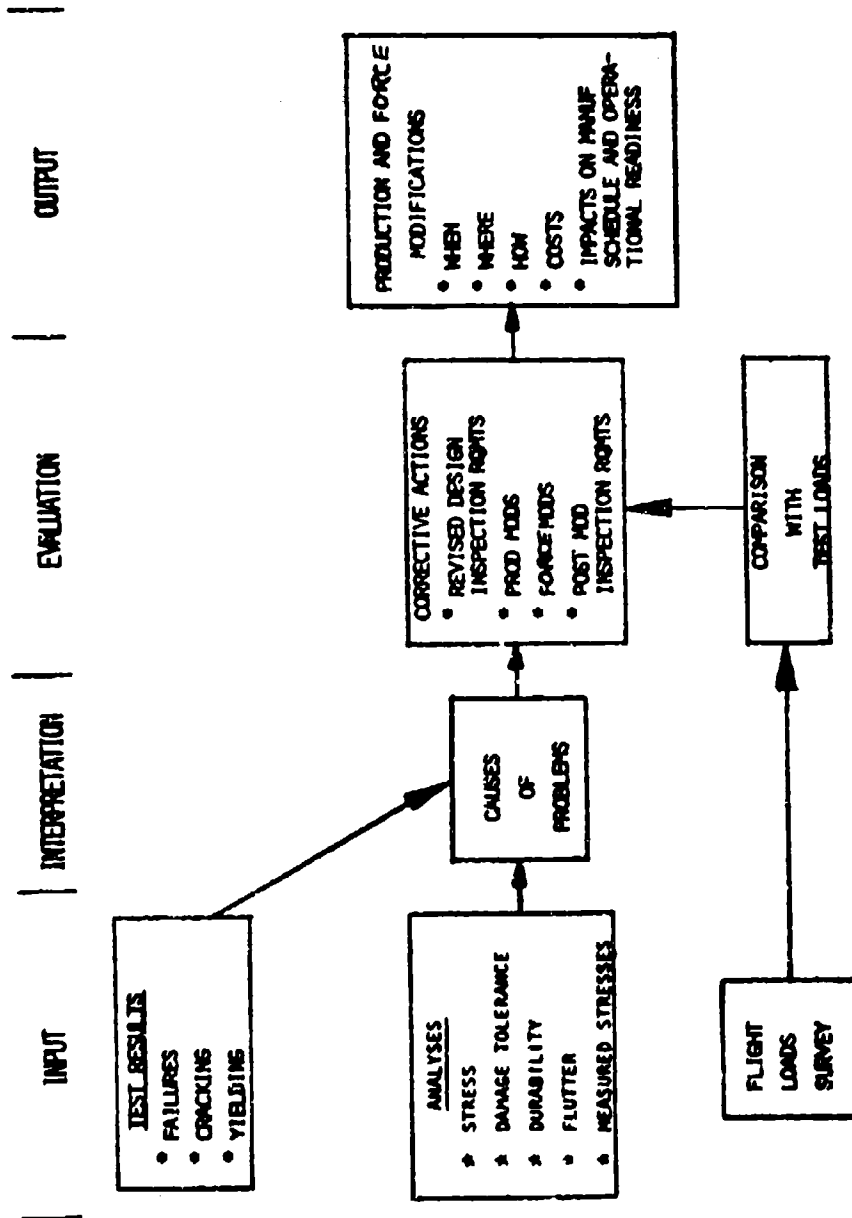 INPUT
INTERPRETATION
EVALUATION
OUTPUT
TEST RESULTS
• FAILURES
• CRACKING
• YIELDING
ANALYSES
* STRESS
* DAMAGE TOLERANCE
* DURABILITY
* FLUTTER
* MEASURED STRESSES
FLIGHT
LOADS
SURVEY
CAUSES
OF
PROBLEMS
CORRECTIVE ACTIONS
• REVISED DESIGN
INSPECTION RQMTS
• PROD MODS
• FORCE MODS
• POST MOD
INSPECTION RQMTS
COMPARISON
WITH
TEST LOADS
PRODUCTION AND FORCE
MODIFICATIONS
• WHEN
• WHERE
• HOW
• COSTS
• IMPACTS ON MANUF
SCHEDULE AND OPERA-
TIONAL READINESS